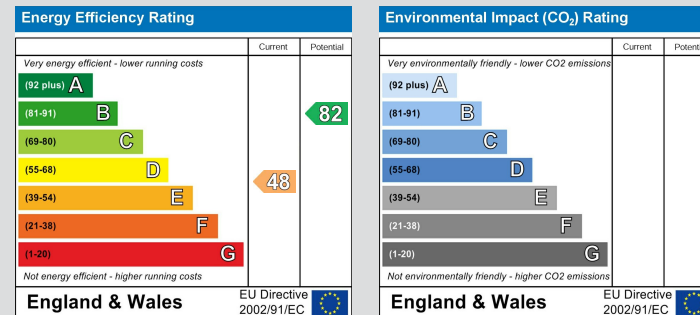 Energy Efficiency Rating
Current Potential
Very energy efficient - lower running costs
(92 plus) A
(81-91) B
82
(69-80) C
(55-68) D
48
(39-54) E
(21-38) F
(1-20) G
Not energy efficient - higher running costs
England & Wales
EU Directive
2002/91/EC
Environmental Impact (CO2) Rating
Current Potent
Very environmentally friendly - lower CO2 emissions
(92 plus) A
(81-91) B
(69-80) C
(55-68) D
(39-54) E
(21-38) F
(1-20) G
Not environmentally friendly - higher CO2 emissions
England & Wales
EU Directive
2002/91/EC